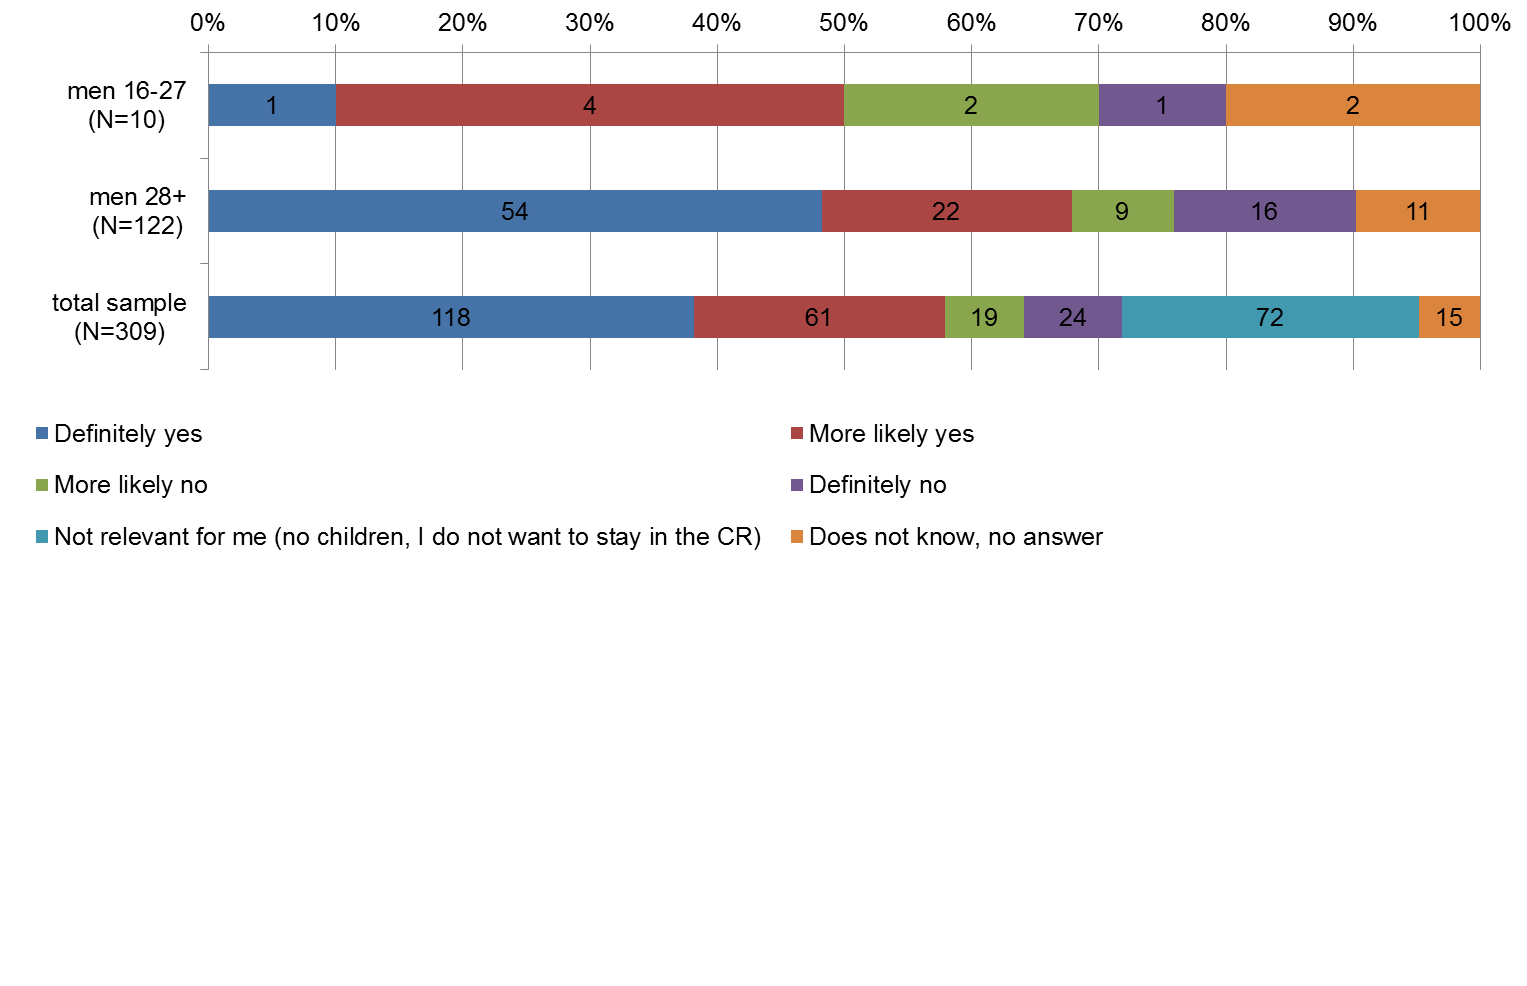 0% 10% 20% 30% 40% 50% 60% 70% 80% 90% 100%
men 16-27
(N=10)
1 4 2 1 2
men 28+
(N=122)
54 22 9 16 11
total sample
(N=309)
118 61 19 24 72 15
Definitely yes
More likely yes
More likely no
Definitely no
Not relevant for me (no children, I do not want to stay in the CR)
Does not know, no answer